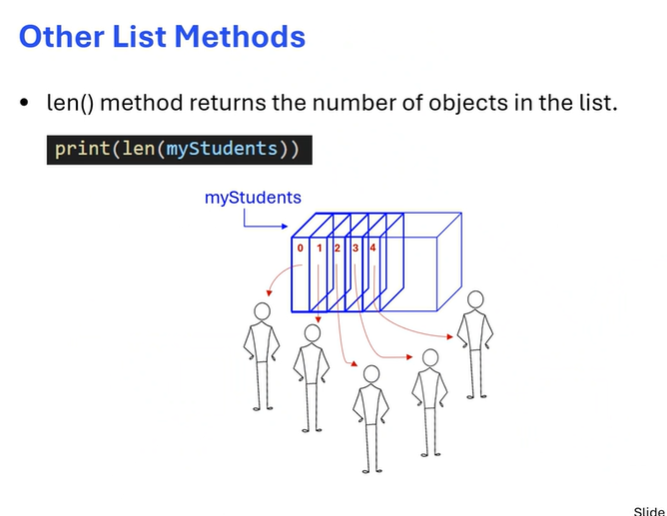 Other List Methods
• len() method returns the number of objects in the list.
print(len(myStudents))
myStudents
0 1 2 3 4
Slide